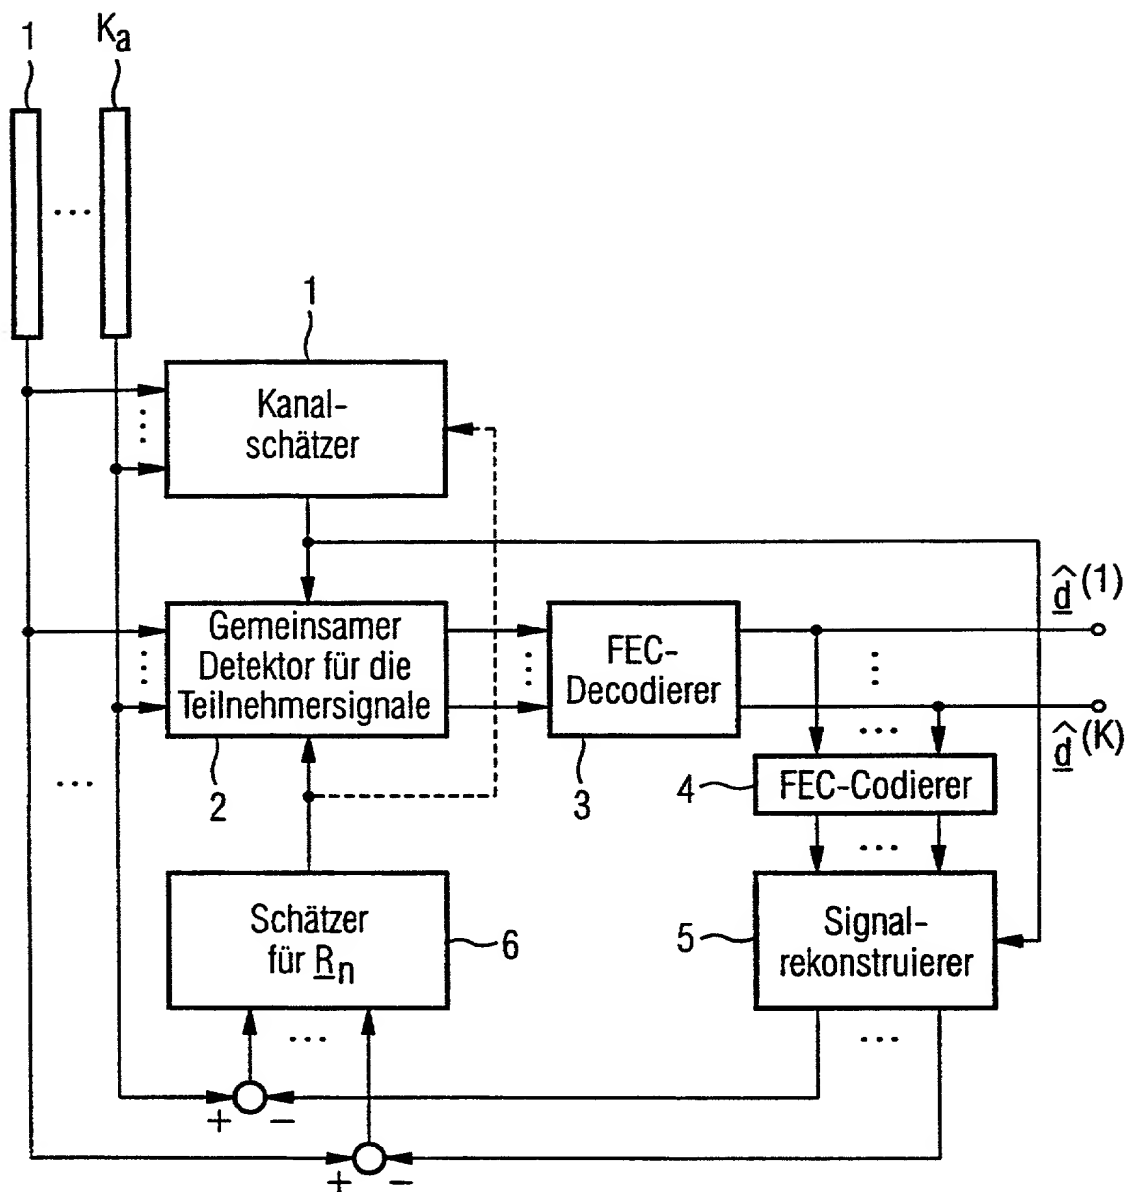 1
Kₐ
...
1
Kanal-
schätzer
Gemeinsamer
Detektor für die
Teilnehmersignale
2
FEC-
Decodierer
3
d̲̂⁽¹⁾
d̲̂⁽ᴷ⁾
...
4
FEC-Codierer
...
...
Schätzer
für R̲ₙ
6
5
Signal-
rekonstruierer
...
...
+ −
+ −